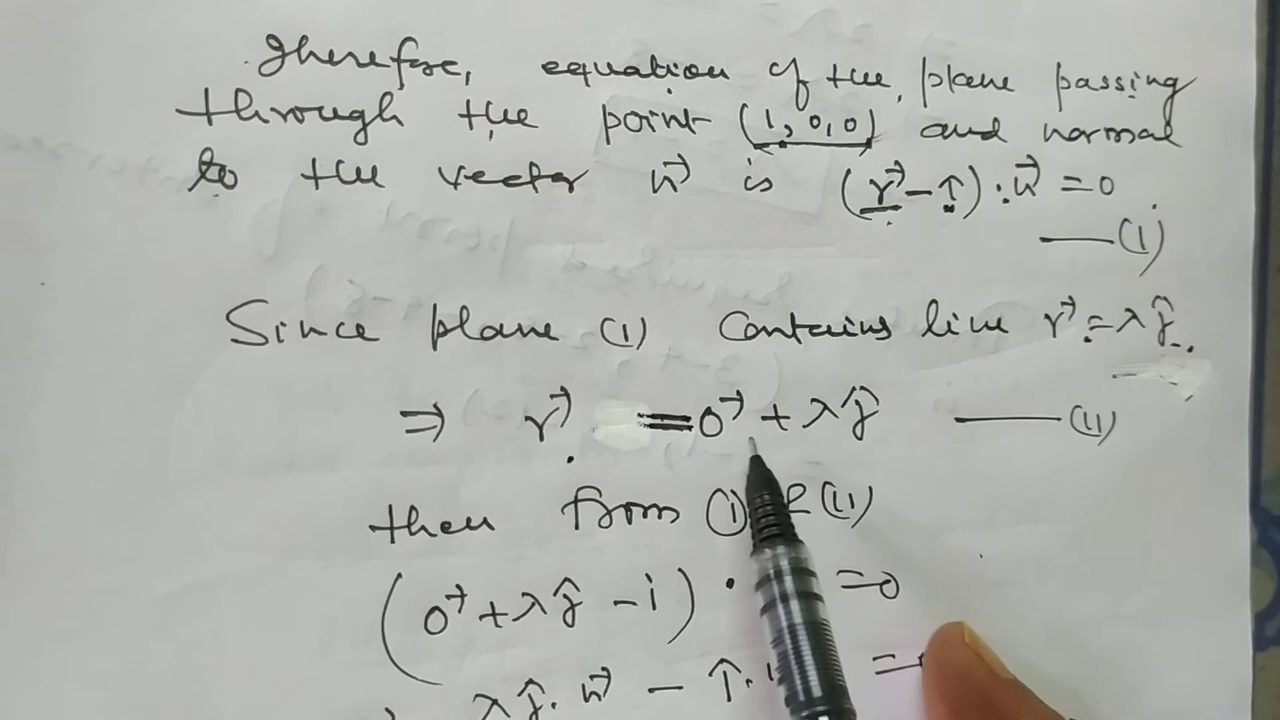 Therefore, equation of the plane passing
through the point (1, 0, 0) and normal
to the vector n⃗ is (r⃗ - î) . n⃗ = 0
—(I)
Since plane (I) contains line r⃗ = λĵ
⇒ r⃗ = 0⃗ + λĵ —(II)
then from (I) & (II)
(0⃗ + λĵ - i) . = 0
λĵ . n⃗ - î .